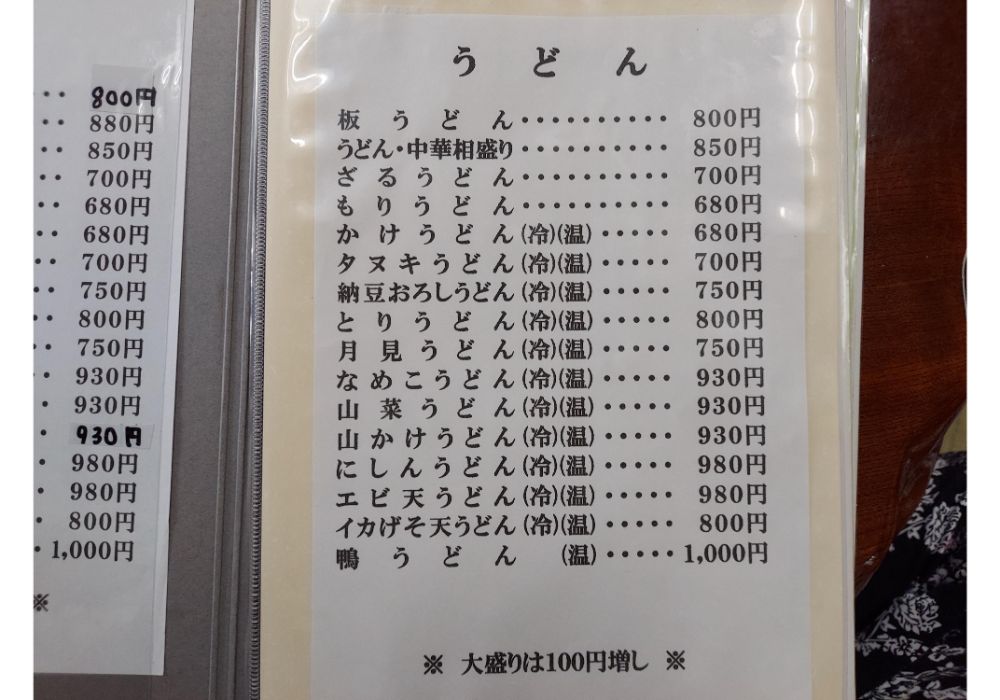 800円
880円
850円
700円
680円
680円
700円
750円
800円
750円
930円
930円
930円
980円
980円
800円
1,000円
※
うどん
板うどん・・・・・・・・・・ 800円
うどん・中華相盛り・・・・・・・・・・ 850円
ざるうどん・・・・・・・・・・ 700円
もりうどん・・・・・・・・・・ 680円
かけうどん(冷)(温)・・・・・ 680円
タヌキうどん(冷)(温)・・・・・ 700円
納豆おろしうどん(冷)(温)・・・・・ 750円
とりうどん(冷)(温)・・・・・ 800円
月見うどん(冷)(温)・・・・・ 750円
なめこうどん(冷)(温)・・・・・ 930円
山菜うどん(冷)(温)・・・・・ 930円
山かけうどん(冷)(温)・・・・・ 930円
にしんうどん(冷)(温)・・・・・ 980円
エビ天うどん(冷)(温)・・・・・ 980円
イカげそ天うどん(冷)(温)・・・・・ 800円
鴨うどん (温)・・・・・ 1,000円
※ 大盛りは100円増し ※